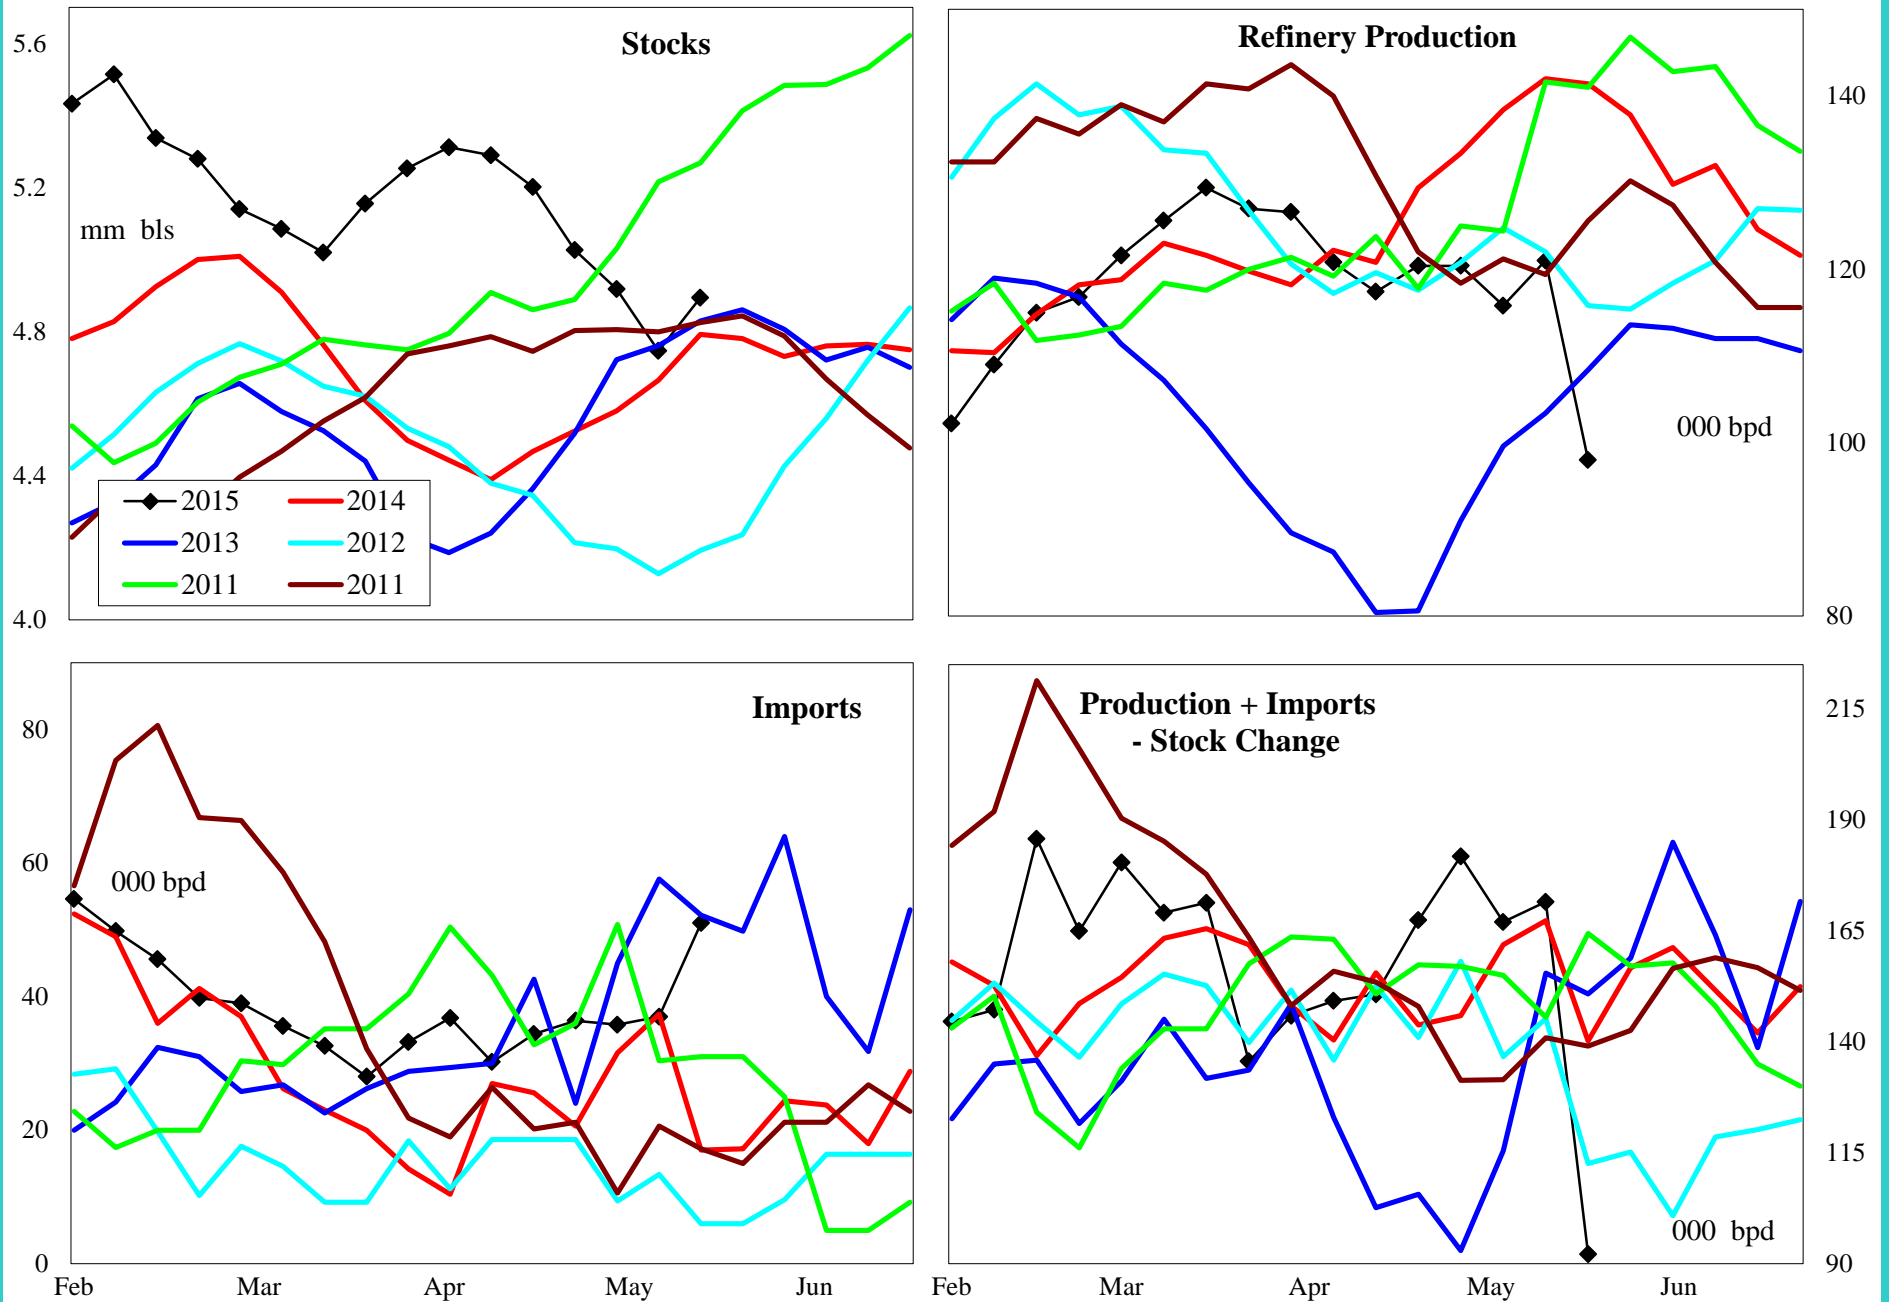 Stocks
5.6
5.2
mm bls
4.8
4.4
4.0
2015 2014
2013 2012
2011 2011
Refinery Production
140
120
000 bpd
100
80
Imports
80
60
000 bpd
40
20
0
Feb Mar Apr May Jun
Production + Imports
- Stock Change
215
190
165
140
115
000 bpd
90
Feb Mar Apr May Jun